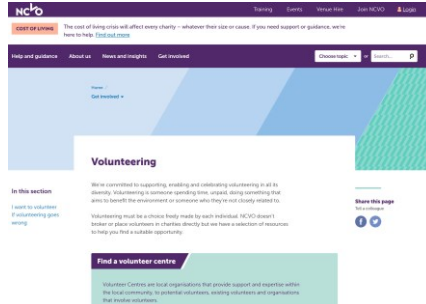 NCVO
Training Events Venue Hire Join NCVO Login
COST OF LIVING
The cost of living crisis will affect every charity – whatever their size or cause. If you need support or guidance, we're
here to help. Find out more
Help and guidance About us News and insights Get involved
Choose topic or Search...
Home /
Get involved
Volunteering
We're committed to supporting, enabling and celebrating volunteering in all its
diversity. Volunteering is someone spending time, unpaid, doing something that
aims to benefit the environment or someone who they're not closely related to.
Volunteering must be a choice freely made by each individual. NCVO doesn't
broker or place volunteers in charities directly but we have a selection of resources
to help you find a suitable opportunity.
In this section
I want to volunteer
If volunteering goes
wrong
Share this page
Tell a colleague
Find a volunteer centre
Volunteer Centres are local organisations that provide support and expertise within
the local community, to potential volunteers, existing volunteers and organisations
that involve volunteers.